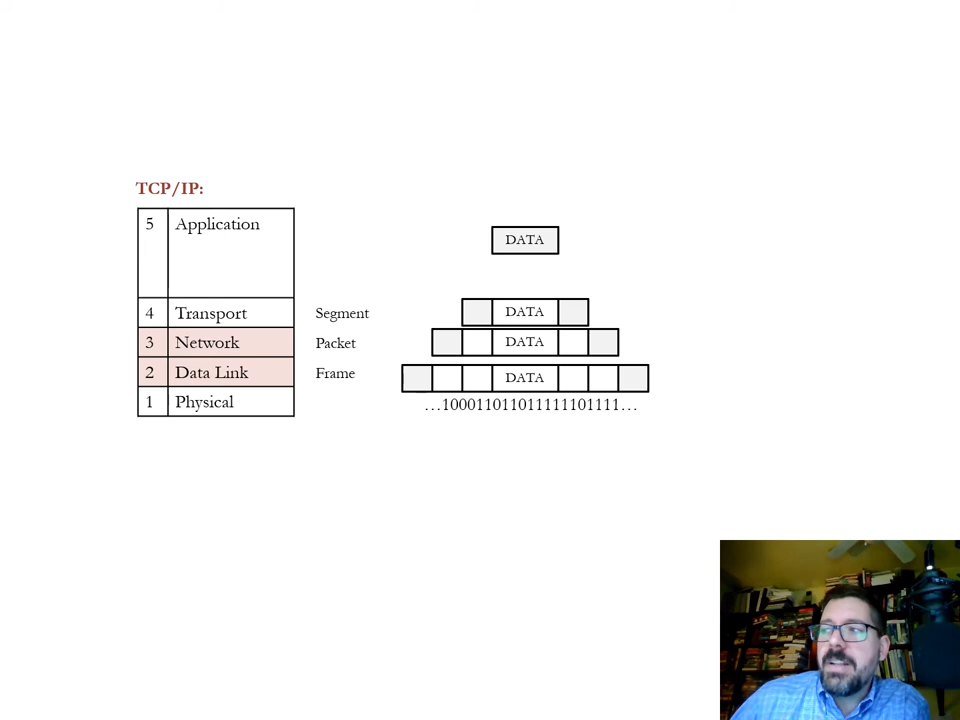 TCP/IP:
5 Application
DATA
4 Transport Segment DATA
3 Network Packet DATA
2 Data Link Frame DATA
1 Physical …1000110110111111101111…